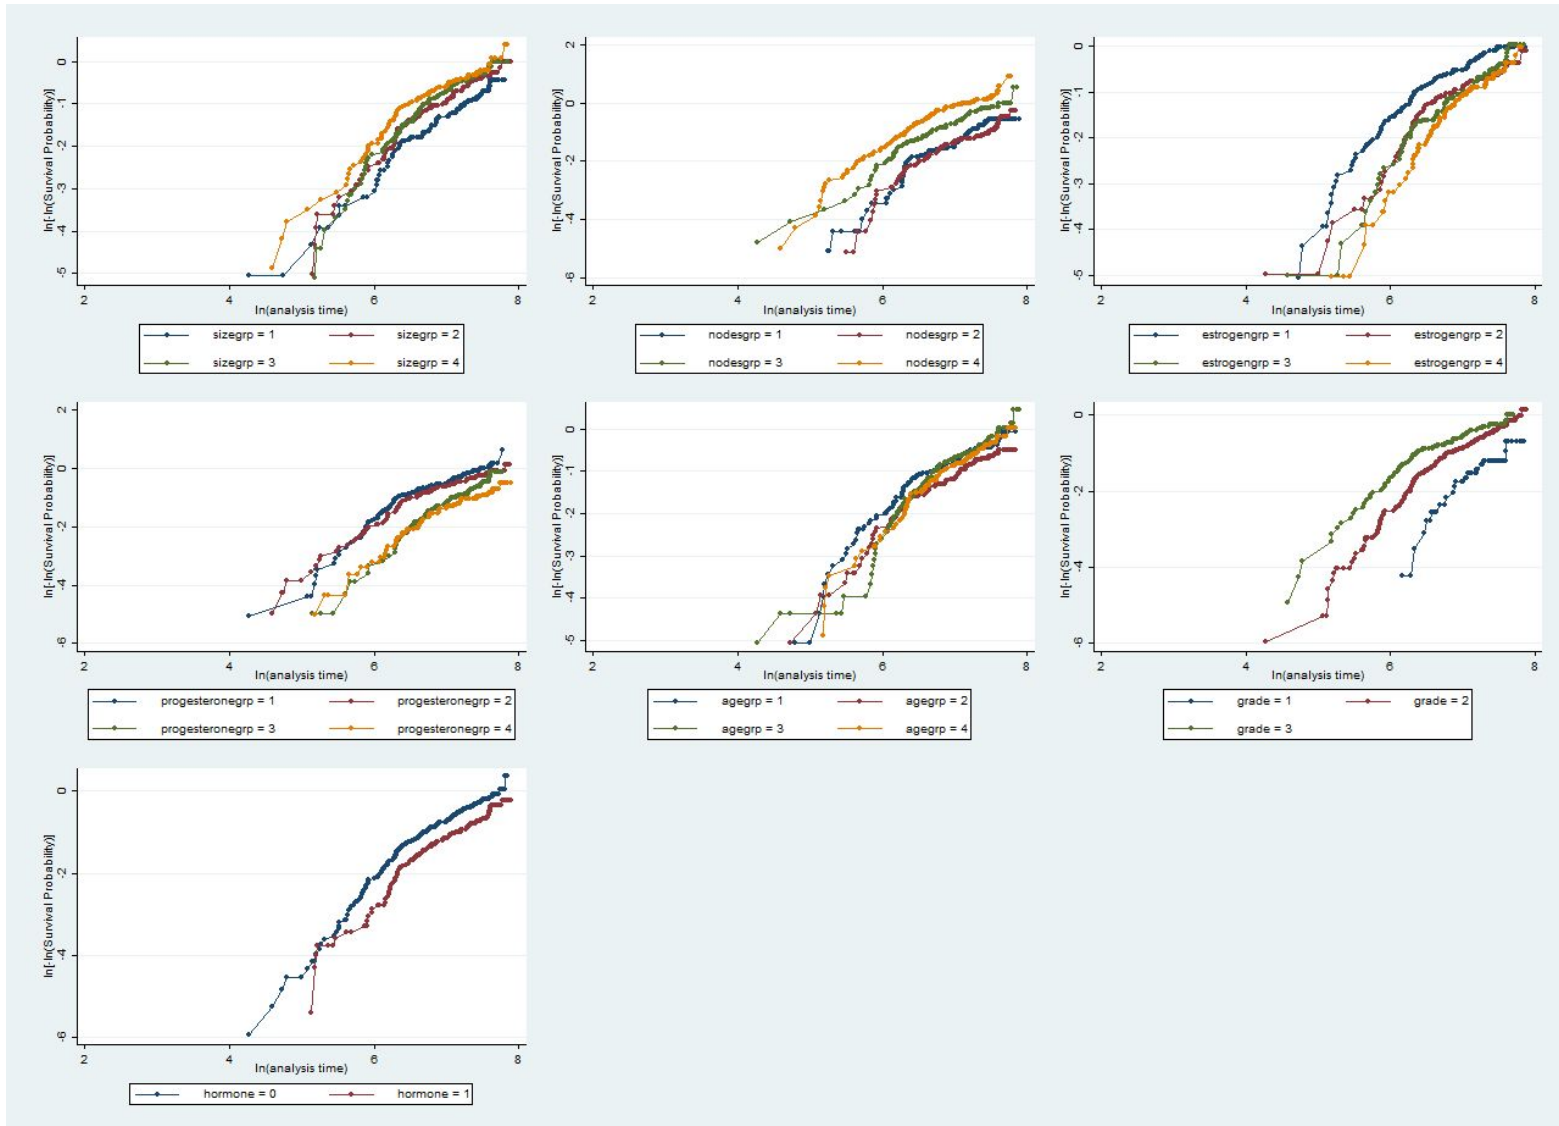 ln[-ln(Survival Probability)]
0
-1
-2
-3
-4
-5
2 4 6 8
ln(analysis time)
sizegrp = 1 sizegrp = 2
sizegrp = 3 sizegrp = 4
ln[-ln(Survival Probability)]
2
0
-2
-4
-6
2 4 6 8
ln(analysis time)
nodesgrp = 1 nodesgrp = 2
nodesgrp = 3 nodesgrp = 4
ln[-ln(Survival Probability)]
0
-1
-2
-3
-4
-5
2 4 6 8
ln(analysis time)
estrogengrp = 1 estrogengrp = 2
estrogengrp = 3 estrogengrp = 4
ln[-ln(Survival Probability)]
2
0
-2
-4
-6
2 4 6 8
ln(analysis time)
progesteronegrp = 1 progesteronegrp = 2
progesteronegrp = 3 progesteronegrp = 4
ln[-ln(Survival Probability)]
0
-1
-2
-3
-4
-5
2 4 6 8
ln(analysis time)
agegrp = 1 agegrp = 2
agegrp = 3 agegrp = 4
ln[-ln(Survival Probability)]
0
-2
-4
-6
2 4 6 8
ln(analysis time)
grade = 1 grade = 2
grade = 3
ln[-ln(Survival Probability)]
0
-2
-4
-6
2 4 6 8
ln(analysis time)
hormone = 0 hormone = 1